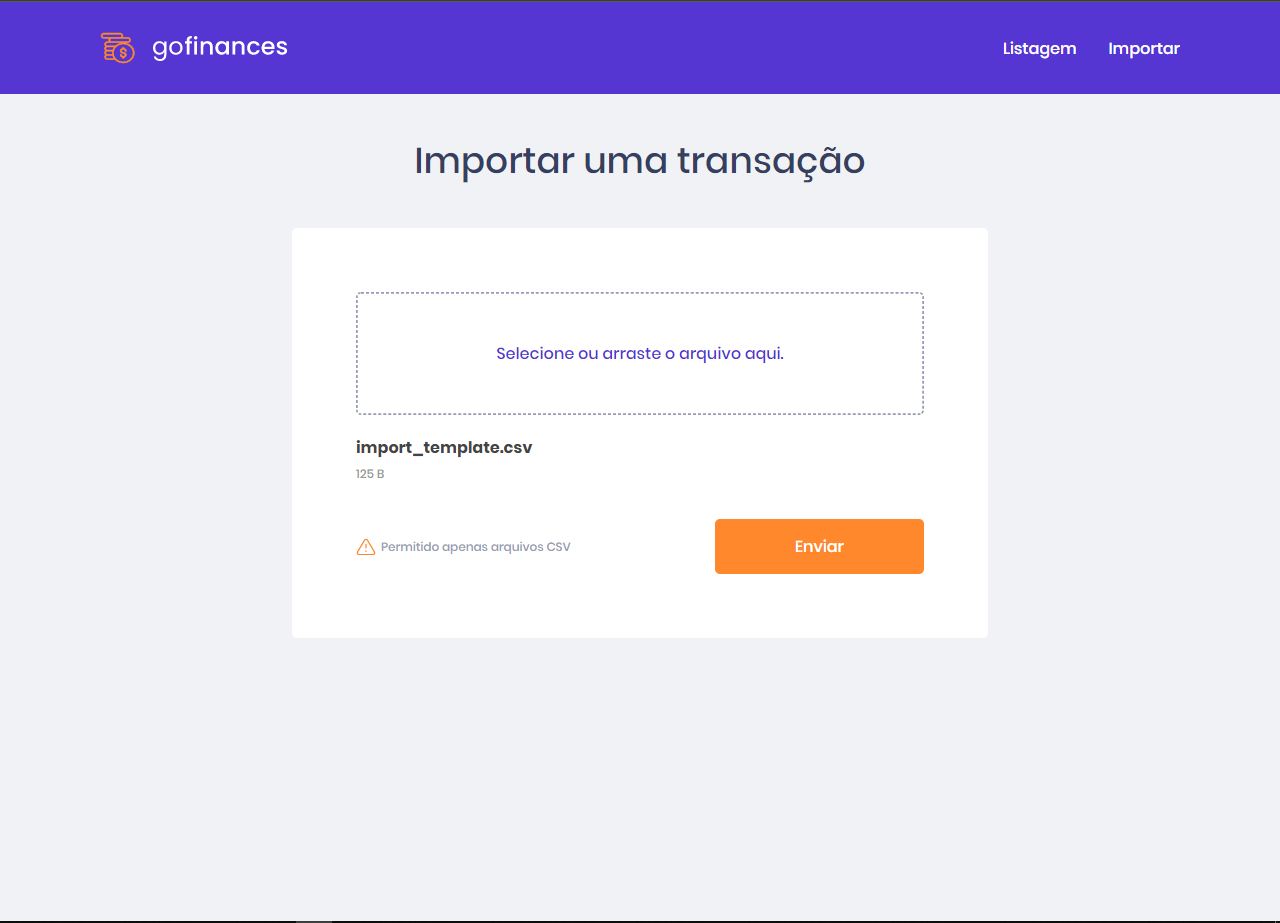 gofinances
Listagem
Importar
Importar uma transação
Selecione ou arraste o arquivo aqui.
import_template.csv
125 B
Permitido apenas arquivos CSV
Enviar